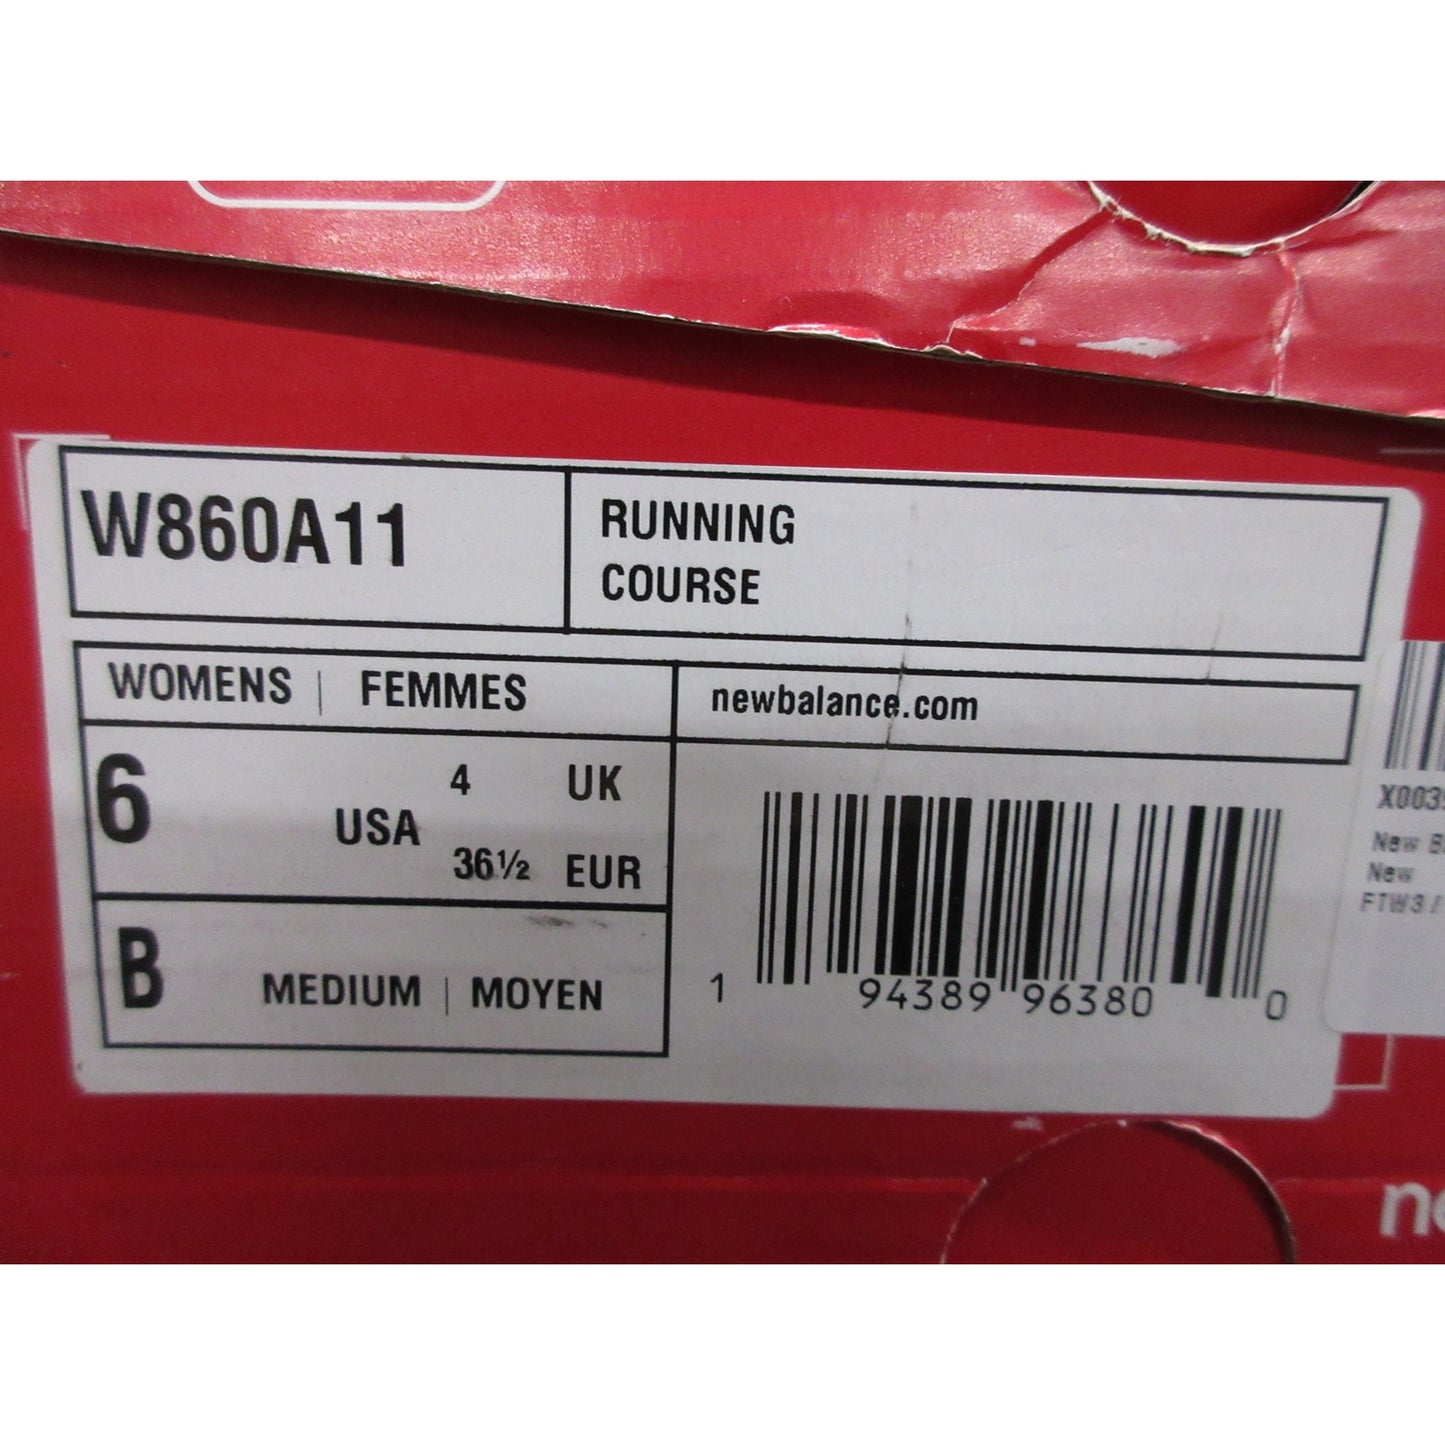 W860A11
RUNNING
COURSE
WOMENS | FEMMES
newbalance.com
6 USA
4 UK
36½ EUR
B
MEDIUM | MOYEN
1 94389 96380 0
New
FTW3 /